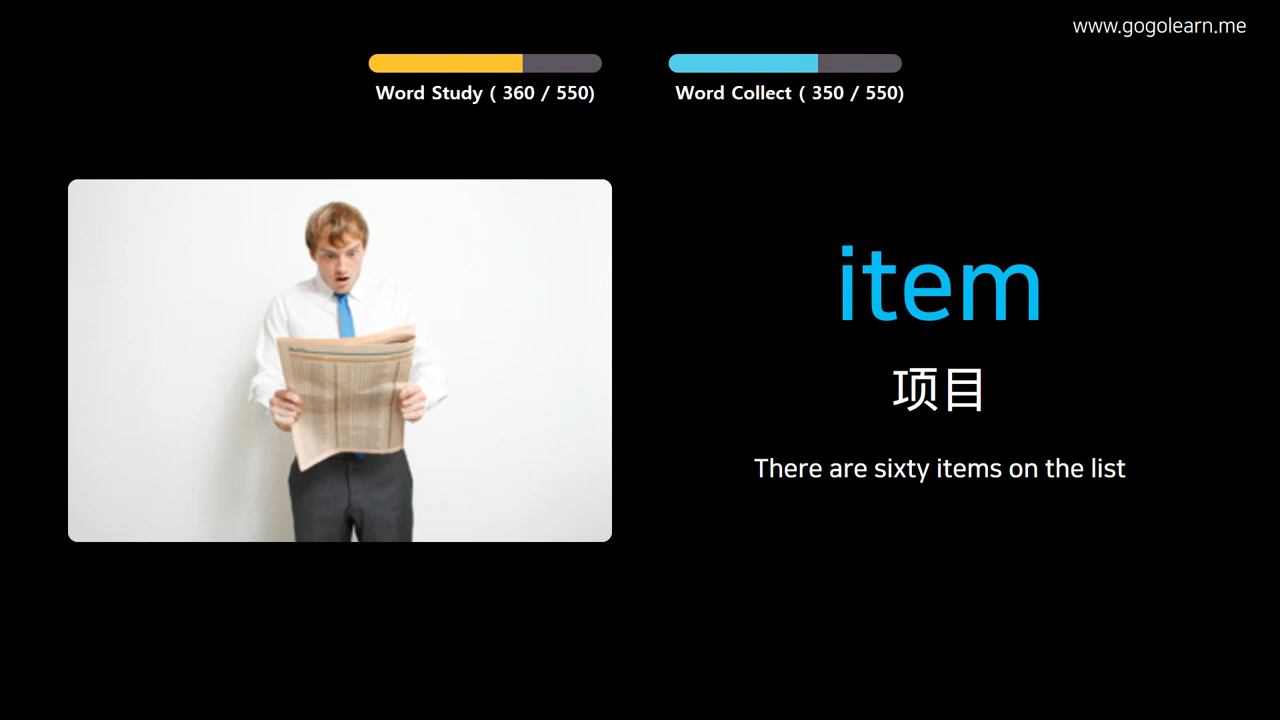 www.gogolearn.me
Word Study ( 360 / 550)
Word Collect ( 350 / 550)
item
项目
There are sixty items on the list